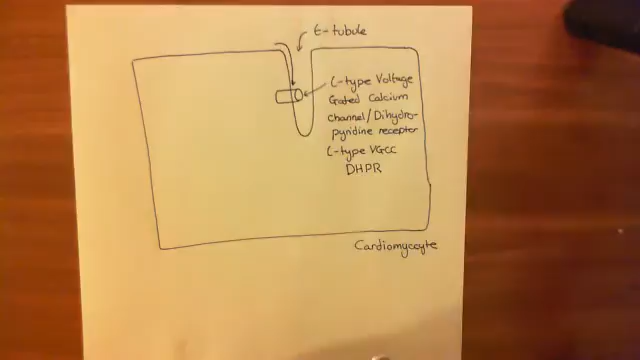 t-tubule
L-type Voltage
Gated Calcium
channel/Dihydro-
pyridine receptor
L-type VGCC
DHPR
Cardiomyocyte